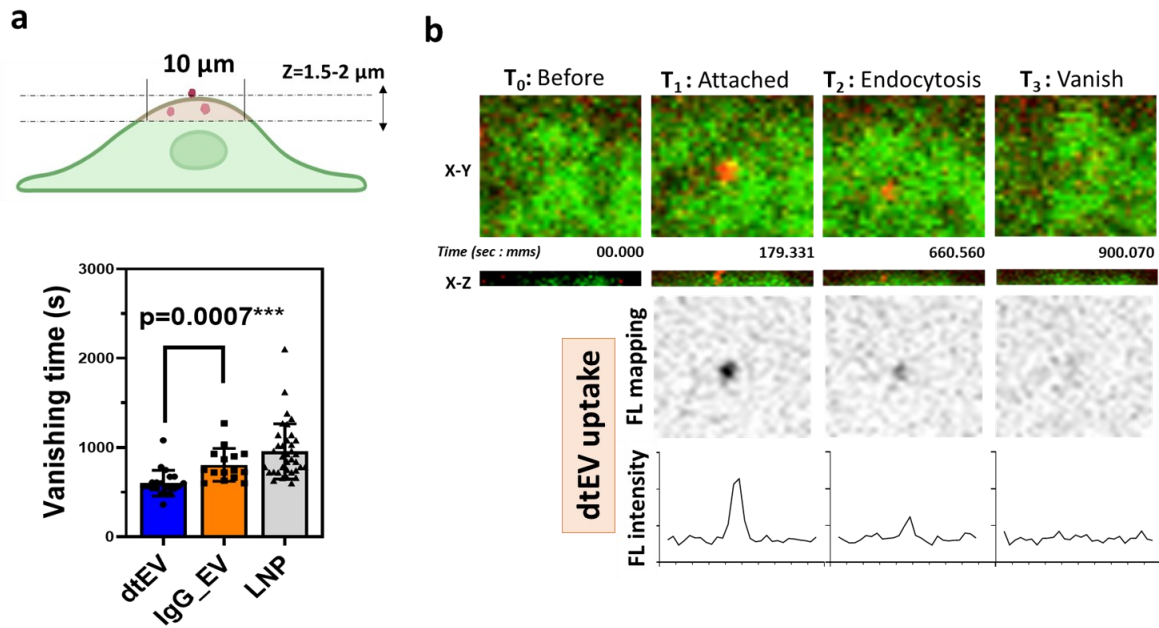 a
10 μm
Z=1.5-2 μm
3000
2000
1000
0
Vanishing time (s)
p=0.0007***
dtEV
IgG_EV
LNP
b
T0: Before
T1: Attached
T2: Endocytosis
T3: Vanish
X-Y
Time (sec : mms)
00.000
179.331
660.560
900.070
X-Z
dtEV uptake
FL mapping
FL intensity